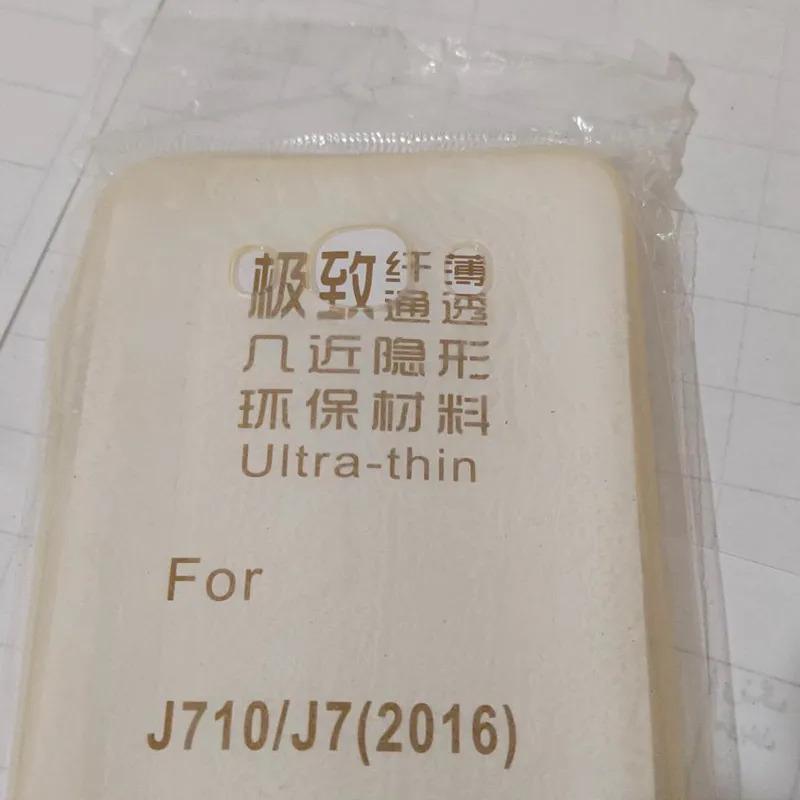 极致纤薄
通透
几近隐形
环保材料
Ultra-thin
For
J710/J7(2016)